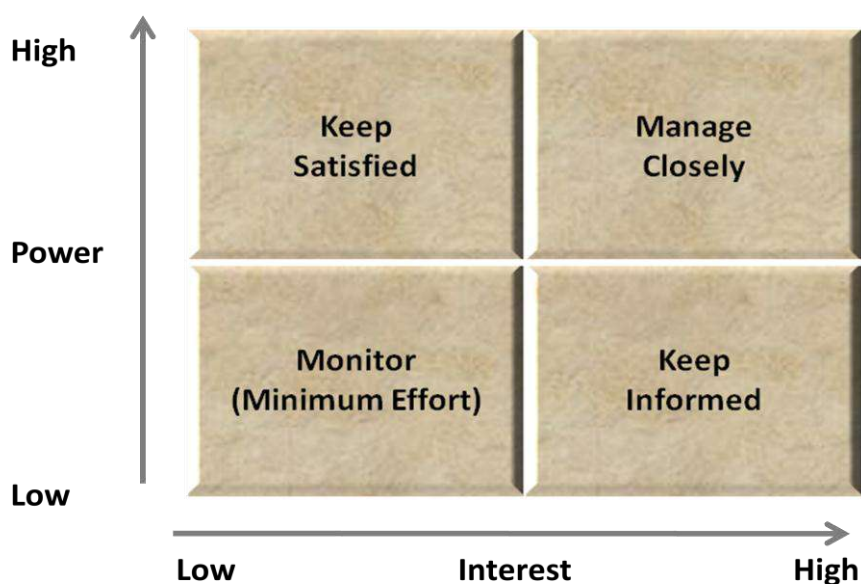 High
Keep
Satisfied
Manage
Closely
Power
Monitor
(Minimum Effort)
Keep
Informed
Low
Low
Interest
High